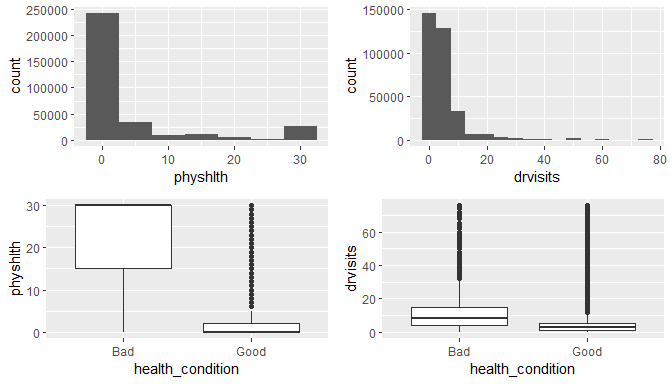 250000
200000
150000
100000
50000
0
count
0 10 20 30
physhlth
150000
100000
50000
0
count
0 20 40 60 80
drvisits
30
20
10
0
physhlth
Bad Good
health_condition
60
40
20
0
drvisits
Bad Good
health_condition